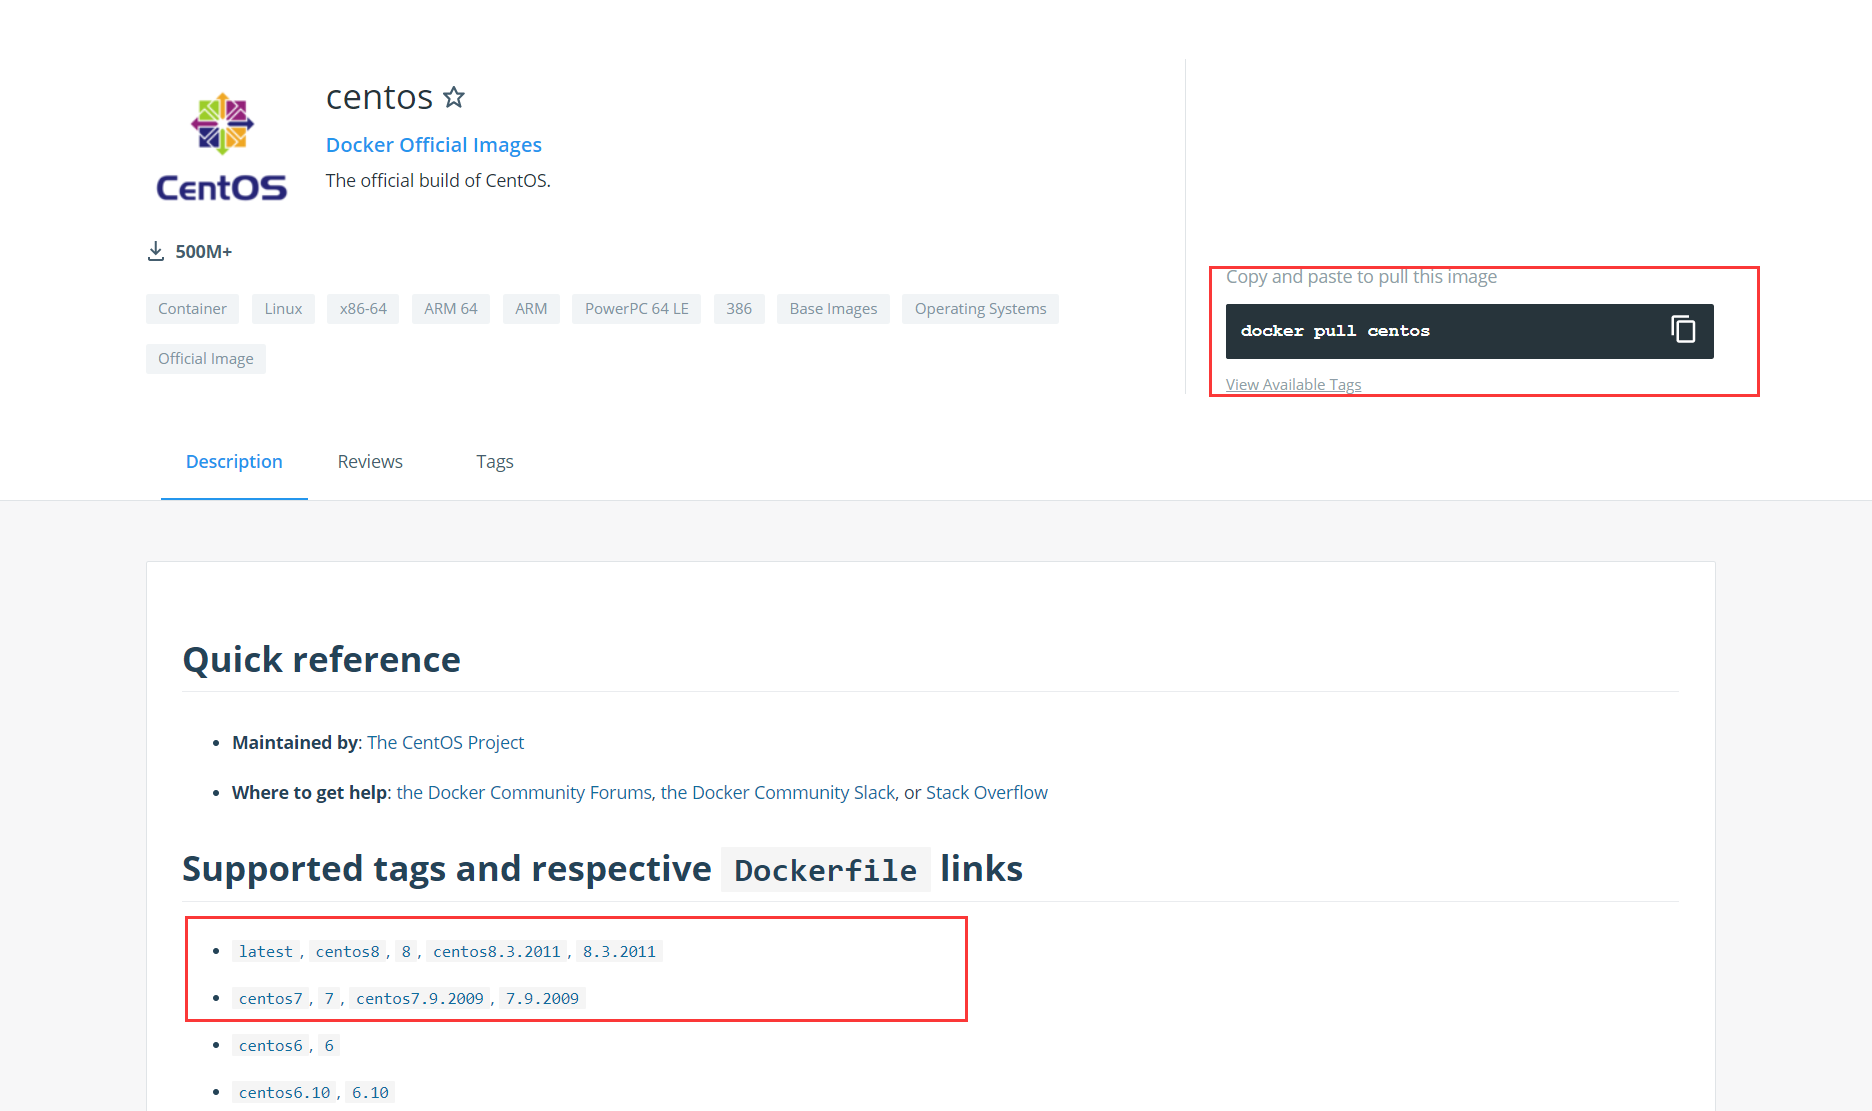 centos
Docker Official Images
The official build of CentOS.
CentOS
500M+
Container Linux x86-64 ARM 64 ARM PowerPC 64 LE 386 Base Images Operating Systems
Official Image
Copy and paste to pull this image
docker pull centos
View Available Tags
Description Reviews Tags
Quick reference
• Maintained by: The CentOS Project
• Where to get help: the Docker Community Forums, the Docker Community Slack, or Stack Overflow
Supported tags and respective Dockerfile links
• latest, centos8, 8, centos8.3.2011, 8.3.2011
• centos7, 7, centos7.9.2009, 7.9.2009
• centos6, 6
• centos6.10, 6.10